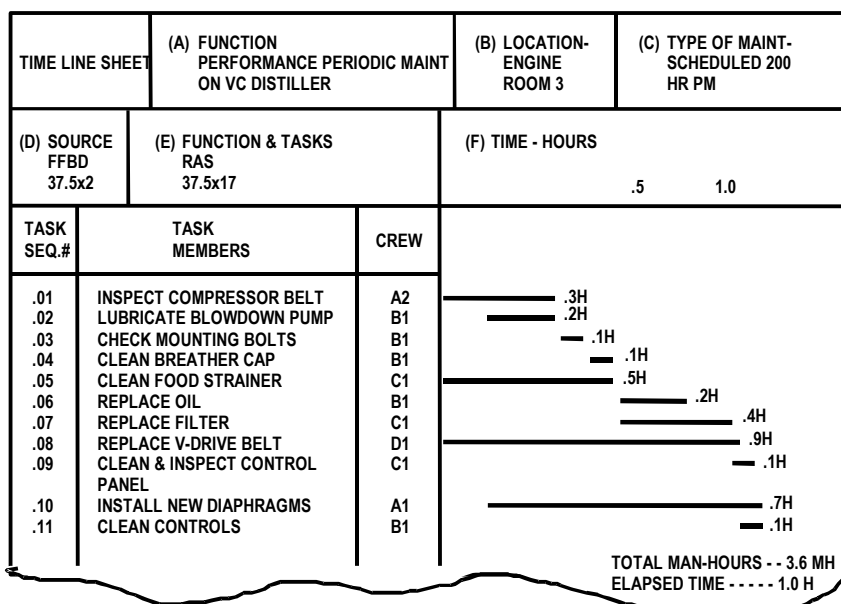 TIME LINE SHEET
(A) FUNCTION
PERFORMANCE PERIODIC MAINT
ON VC DISTILLER
(B) LOCATION-
ENGINE
ROOM 3
(C) TYPE OF MAINT-
SCHEDULED 200
HR PM
(D) SOURCE
FFBD
37.5x2
(E) FUNCTION & TASKS
RAS
37.5x17
(F) TIME - HOURS
.5 1.0
TASK
SEQ.#
TASK
MEMBERS
CREW
.01 INSPECT COMPRESSOR BELT A2 .3H
.02 LUBRICATE BLOWDOWN PUMP B1 .2H
.03 CHECK MOUNTING BOLTS B1 .1H
.04 CLEAN BREATHER CAP B1 .1H
.05 CLEAN FOOD STRAINER C1 .5H
.06 REPLACE OIL B1 .2H
.07 REPLACE FILTER C1 .4H
.08 REPLACE V-DRIVE BELT D1 .9H
.09 CLEAN & INSPECT CONTROL C1 .1H
PANEL
.10 INSTALL NEW DIAPHRAGMS A1 .7H
.11 CLEAN CONTROLS B1 .1H
TOTAL MAN-HOURS - - 3.6 MH
ELAPSED TIME - - - - - 1.0 H